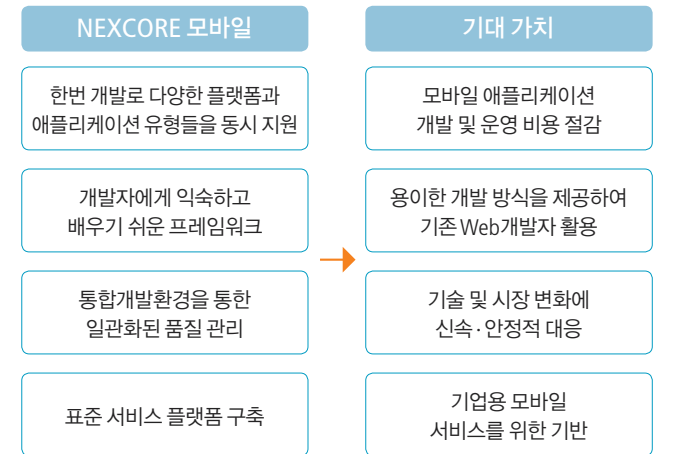 NEXCORE 모바일
한번 개발로 다양한 플랫폼과
애플리케이션 유형들을 동시 지원
개발자에게 익숙하고
배우기 쉬운 프레임워크
통합개발환경을 통한
일관화된 품질 관리
표준 서비스 플랫폼 구축
기대 가치
모바일 애플리케이션
개발 및 운영 비용 절감
용이한 개발 방식을 제공하여
기존 Web개발자 활용
기술 및 시장 변화에
신속·안정적 대응
기업용 모바일
서비스를 위한 기반